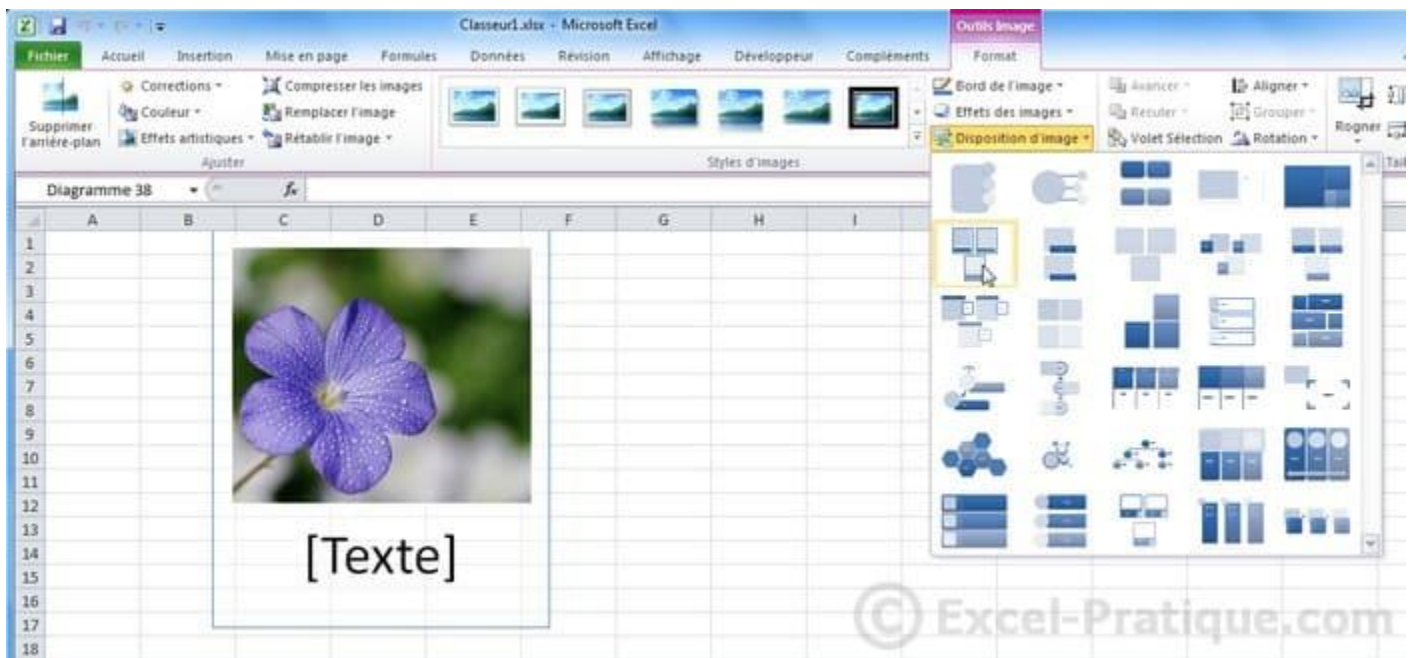 Classeur1.xlsx - Microsoft Excel
Outils Image
Fichier Accueil Insertion Mise en page Formules Données Révision Affichage Développeur Compléments Format
Supprimer l'arrière-plan
Corrections
Couleur
Effets artistiques
Compresser les images
Remplacer l'image
Rétablir l'image
Ajuster
Styles d'images
Bord de l'image
Effets des images
Disposition d'image
Avancer
Reculer
Volet Sélection
Aligner
Grouper
Rotation
Rogner
Tail
Diagramme 38
fx
A B C D E F G H I
1
2
3
4
5
6
7
8
9
10
11
12
13
14
15
16
17
18
[Texte]
© Excel-Pratique.com